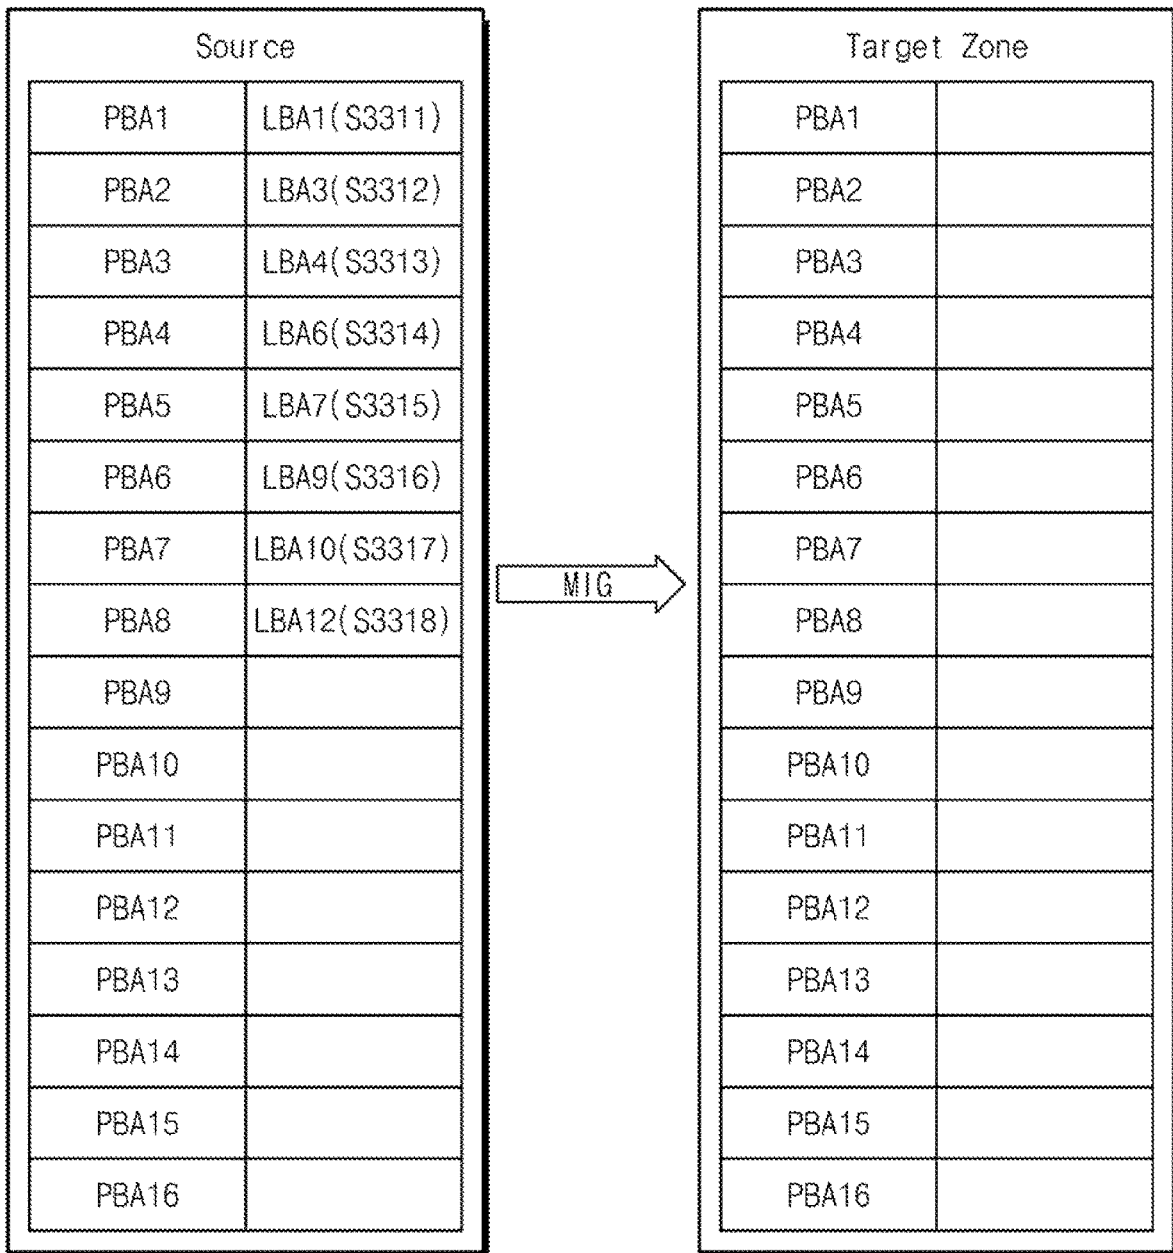 Source
PBA1 LBA1(S3311)
PBA2 LBA3(S3312)
PBA3 LBA4(S3313)
PBA4 LBA6(S3314)
PBA5 LBA7(S3315)
PBA6 LBA9(S3316)
PBA7 LBA10(S3317)
PBA8 LBA12(S3318)
PBA9
PBA10
PBA11
PBA12
PBA13
PBA14
PBA15
PBA16
MIG
Target Zone
PBA1
PBA2
PBA3
PBA4
PBA5
PBA6
PBA7
PBA8
PBA9
PBA10
PBA11
PBA12
PBA13
PBA14
PBA15
PBA16